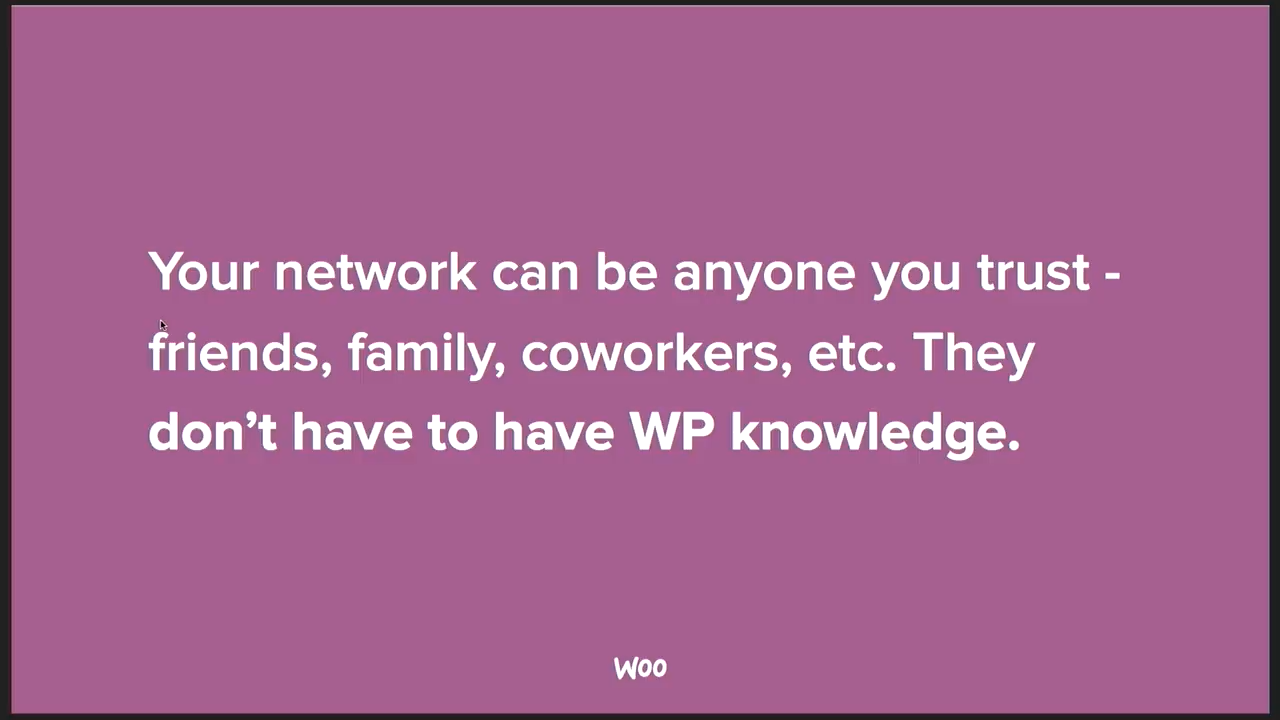 Your network can be anyone you trust -
friends, family, coworkers, etc. They
don’t have to have WP knowledge.
Woo